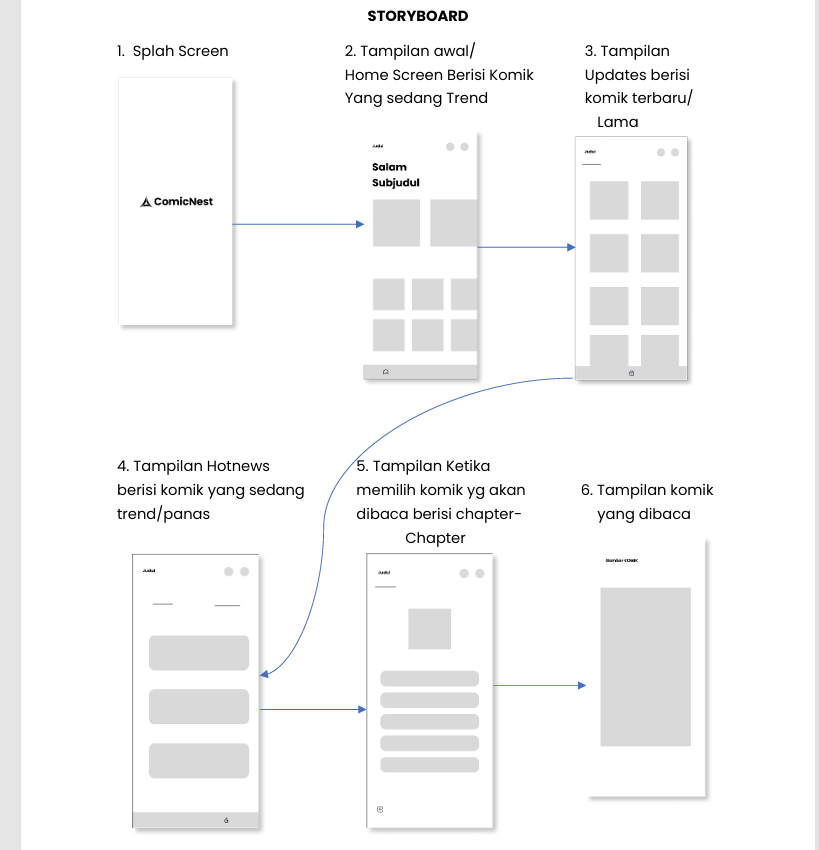 STORYBOARD
1. Splah Screen
2. Tampilan awal/
Home Screen Berisi Komik
Yang sedang Trend
3. Tampilan
Updates berisi
komik terbaru/
Lama
ComicNest
Judul
Salam
Subjudul
Judul
4. Tampilan Hotnews
berisi komik yang sedang
trend/panas
5. Tampilan Ketika
memilih komik yg akan
dibaca berisi chapter-
Chapter
6. Tampilan komik
yang dibaca
Judul
Judul
Gambar KOMIK